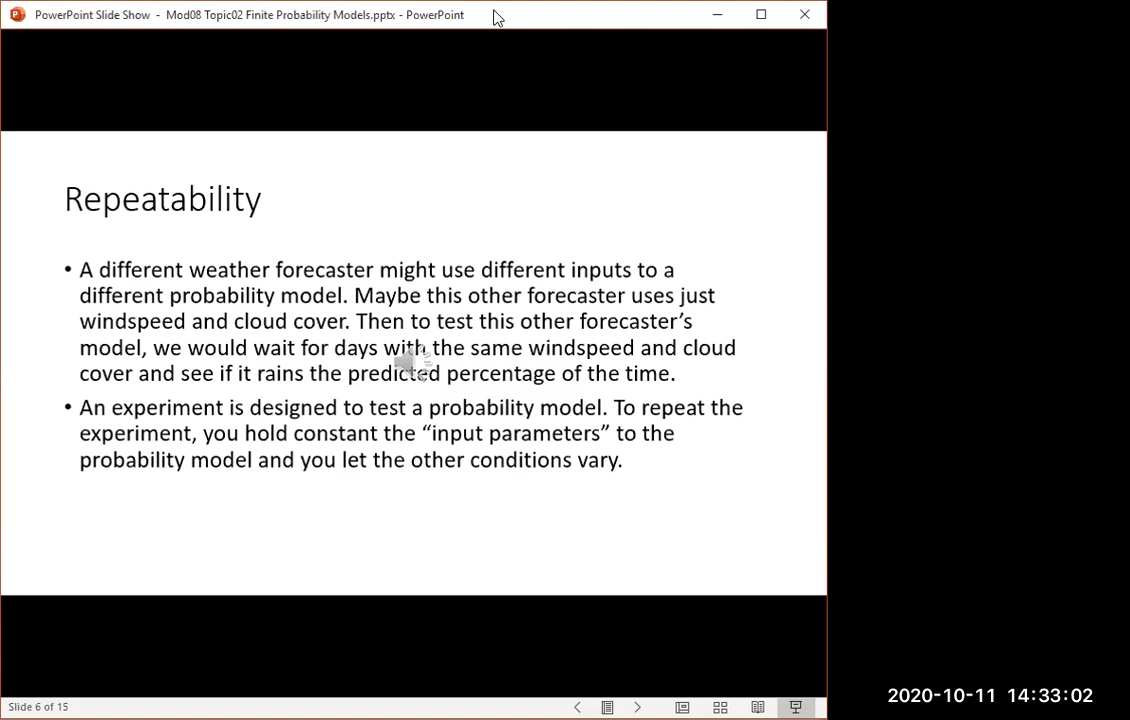 PowerPoint Slide Show - Mod08 Topic02 Finite Probability Models.pptx - PowerPoint
Repeatability
• A different weather forecaster might use different inputs to a
different probability model. Maybe this other forecaster uses just
windspeed and cloud cover. Then to test this other forecaster’s
model, we would wait for days with the same windspeed and cloud
cover and see if it rains the predicted percentage of the time.
• An experiment is designed to test a probability model. To repeat the
experiment, you hold constant the “input parameters” to the
probability model and you let the other conditions vary.
Slide 6 of 15
2020-10-11 14:33:02